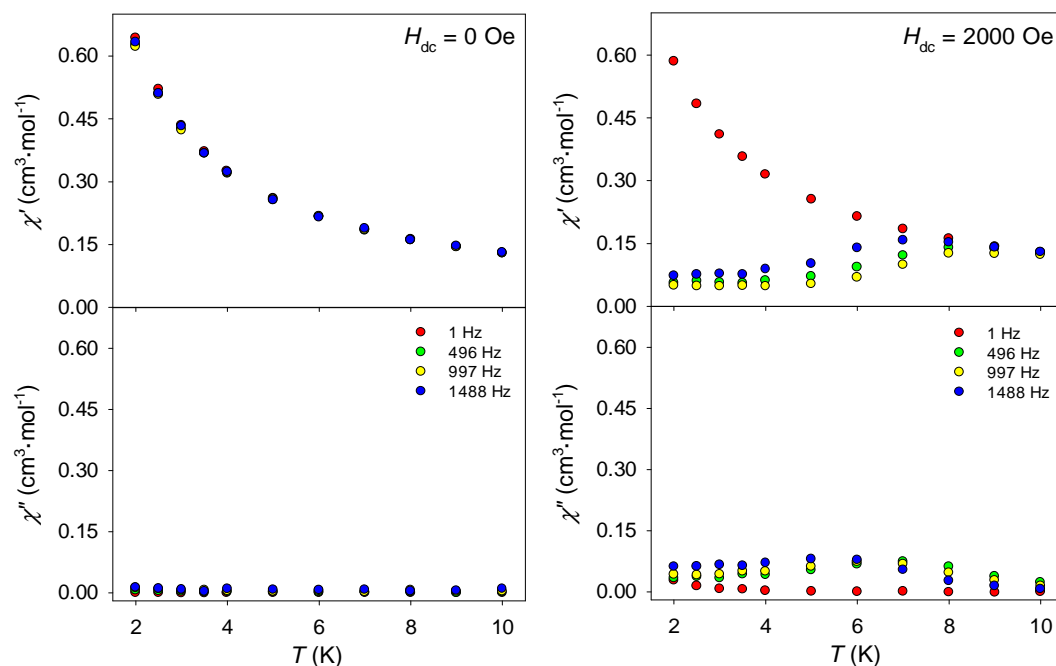 H_dc = 0 Oe
0.60
0.45
0.30
0.15
0.00
χ′ (cm³·mol⁻¹)
1 Hz
496 Hz
997 Hz
1488 Hz
0.60
0.45
0.30
0.15
0.00
χ″ (cm³·mol⁻¹)
2 4 6 8 10
T (K)
H_dc = 2000 Oe
0.60
0.45
0.30
0.15
0.00
χ′ (cm³·mol⁻¹)
1 Hz
496 Hz
997 Hz
1488 Hz
0.60
0.45
0.30
0.15
0.00
χ″ (cm³·mol⁻¹)
2 4 6 8 10
T (K)